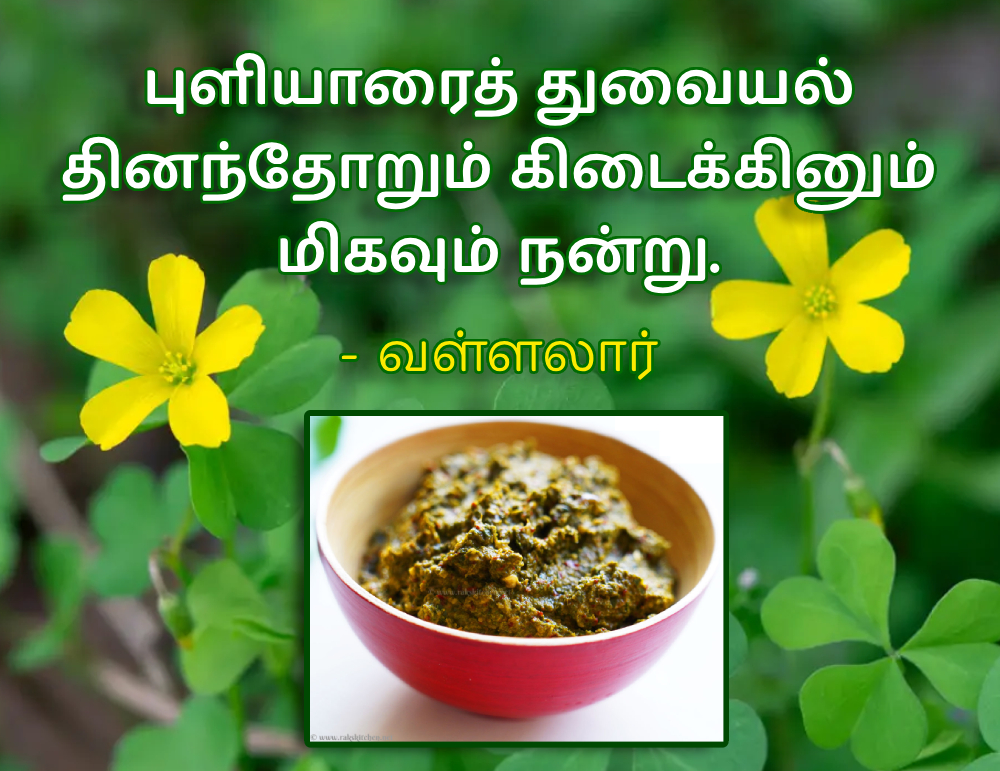 புளியாரைத் துவையல்
தினந்தோறும் கிடைக்கினும்
மிகவும் நன்று.
- வள்ளலார்